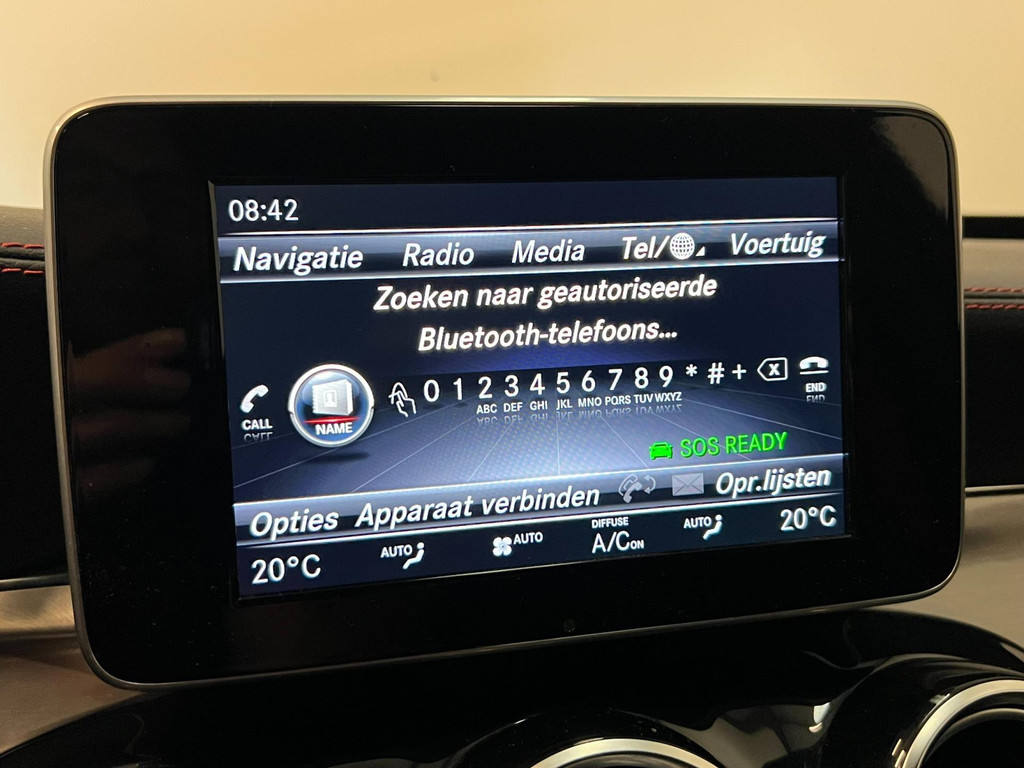 08:42
Navigatie Radio Media Tel/ Voertuig
Zoeken naar geautoriseerde
Bluetooth-telefoons...
CALL NAME 0 1 2 3 4 5 6 7 8 9 * # + X END
ABC DEF GHI JKL MNO PQRS TUV WXYZ
SOS READY
Opties Apparaat verbinden Opr.lijsten
20°C AUTO AUTO DIFFUSE A/C ON AUTO 20°C